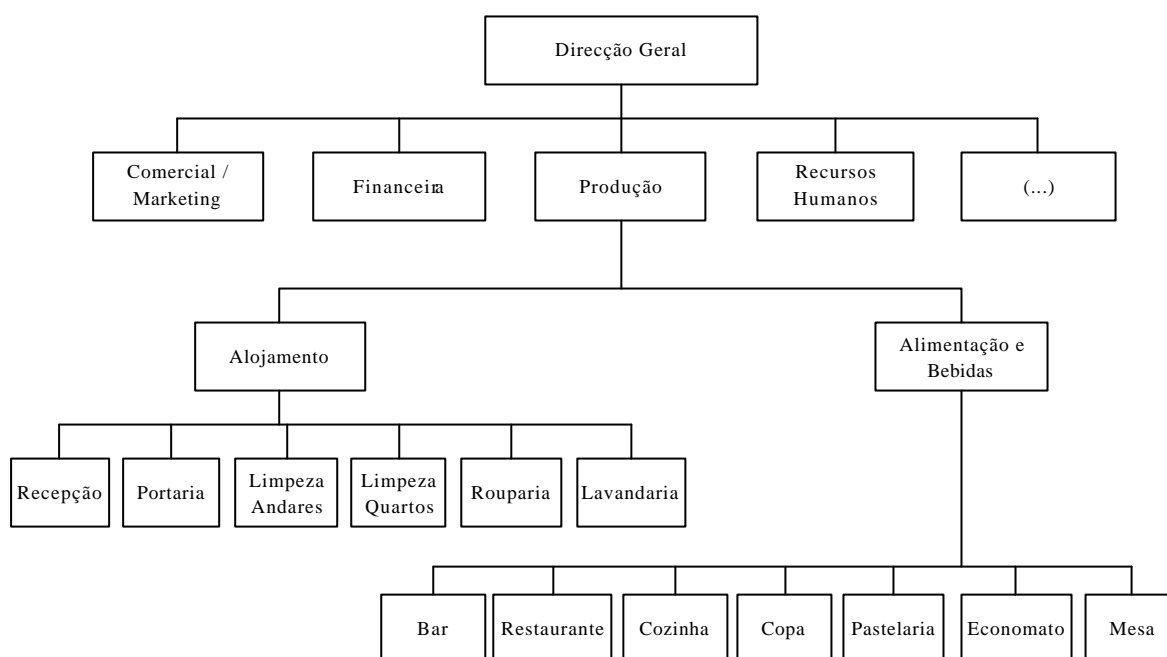 Direcção Geral
Comercial /
Marketing
Financeira
Produção
Recursos
Humanos
(...)
Alojamento
Alimentação e
Bebidas
Recepção
Portaria
Limpeza
Andares
Limpeza
Quartos
Rouparia
Lavandaria
Bar
Restaurante
Cozinha
Copa
Pastelaria
Economato
Mesa